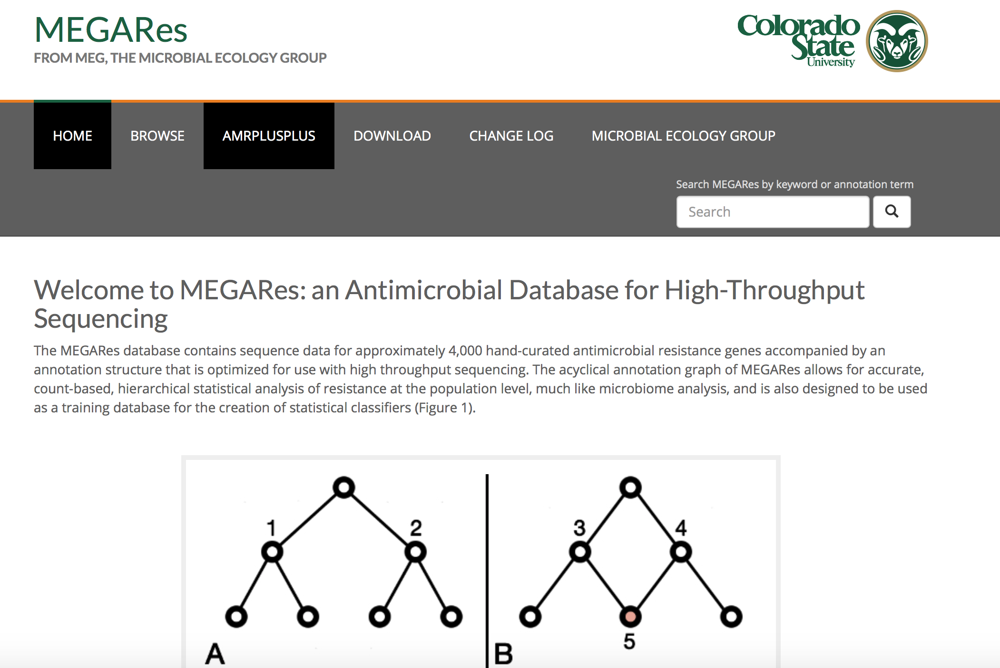 MEGARes
FROM MEG, THE MICROBIAL ECOLOGY GROUP
Colorado
State
University
HOME BROWSE AMRPLUSPLUS DOWNLOAD CHANGE LOG MICROBIAL ECOLOGY GROUP
Search MEGARes by keyword or annotation term
Search
Welcome to MEGARes: an Antimicrobial Database for High-Throughput
Sequencing
The MEGARes database contains sequence data for approximately 4,000 hand-curated antimicrobial resistance genes accompanied by an
annotation structure that is optimized for use with high throughput sequencing. The acyclical annotation graph of MEGARes allows for accurate,
count-based, hierarchical statistical analysis of resistance at the population level, much like microbiome analysis, and is also designed to be used
as a training database for the creation of statistical classifiers (Figure 1).
1 2 3 4
5
A B